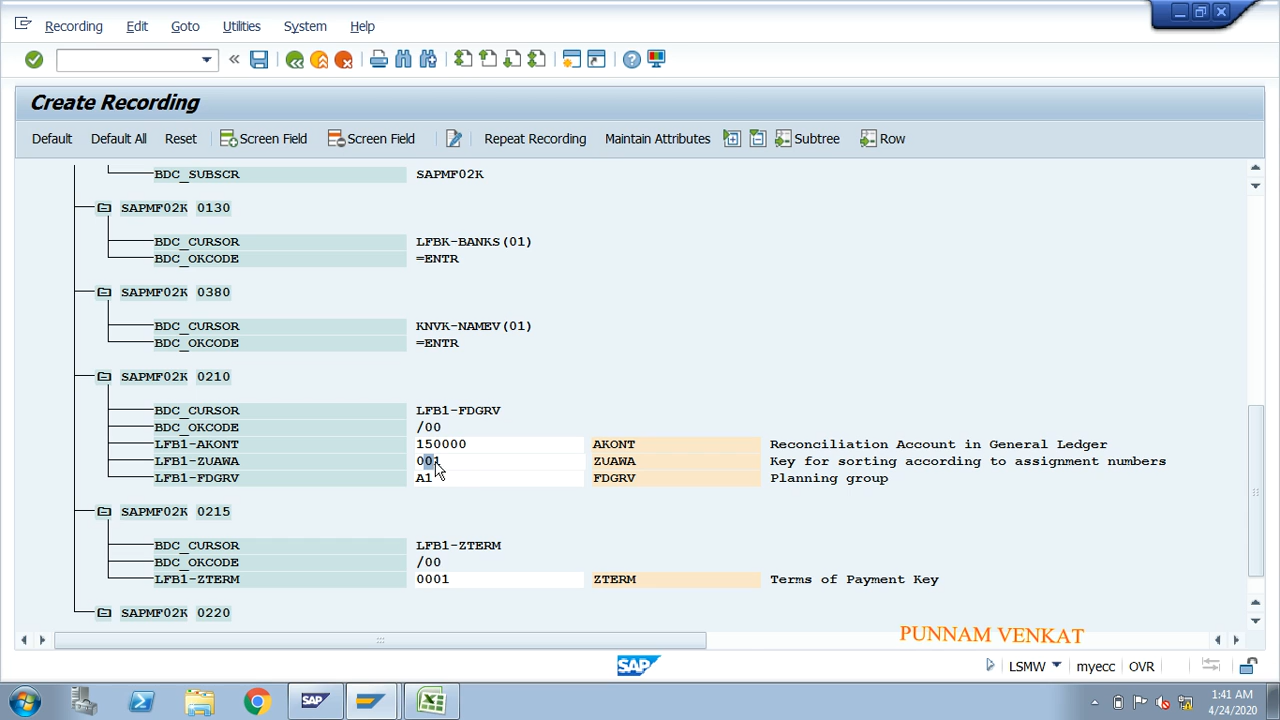 Recording Edit Goto Utilities System Help
Create Recording
Default Default All Reset Screen Field Screen Field Repeat Recording Maintain Attributes Subtree Row
BDC_SUBSCR SAPMF02K
SAPMF02K 0130
BDC_CURSOR LFBK-BANKS(01)
BDC_OKCODE =ENTR
SAPMF02K 0380
BDC_CURSOR KNVK-NAMEV(01)
BDC_OKCODE =ENTR
SAPMF02K 0210
BDC_CURSOR LFB1-FDGRV
BDC_OKCODE /00
LFB1-AKONT 150000 AKONT Reconciliation Account in General Ledger
LFB1-ZUAWA 001 ZUAWA Key for sorting according to assignment numbers
LFB1-FDGRV A1 FDGRV Planning group
SAPMF02K 0215
BDC_CURSOR LFB1-ZTERM
BDC_OKCODE /00
LFB1-ZTERM 0001 ZTERM Terms of Payment Key
SAPMF02K 0220
PUNNAM VENKAT
SAP LSMW myecc OVR
SAP
1:41 AM
4/24/2020